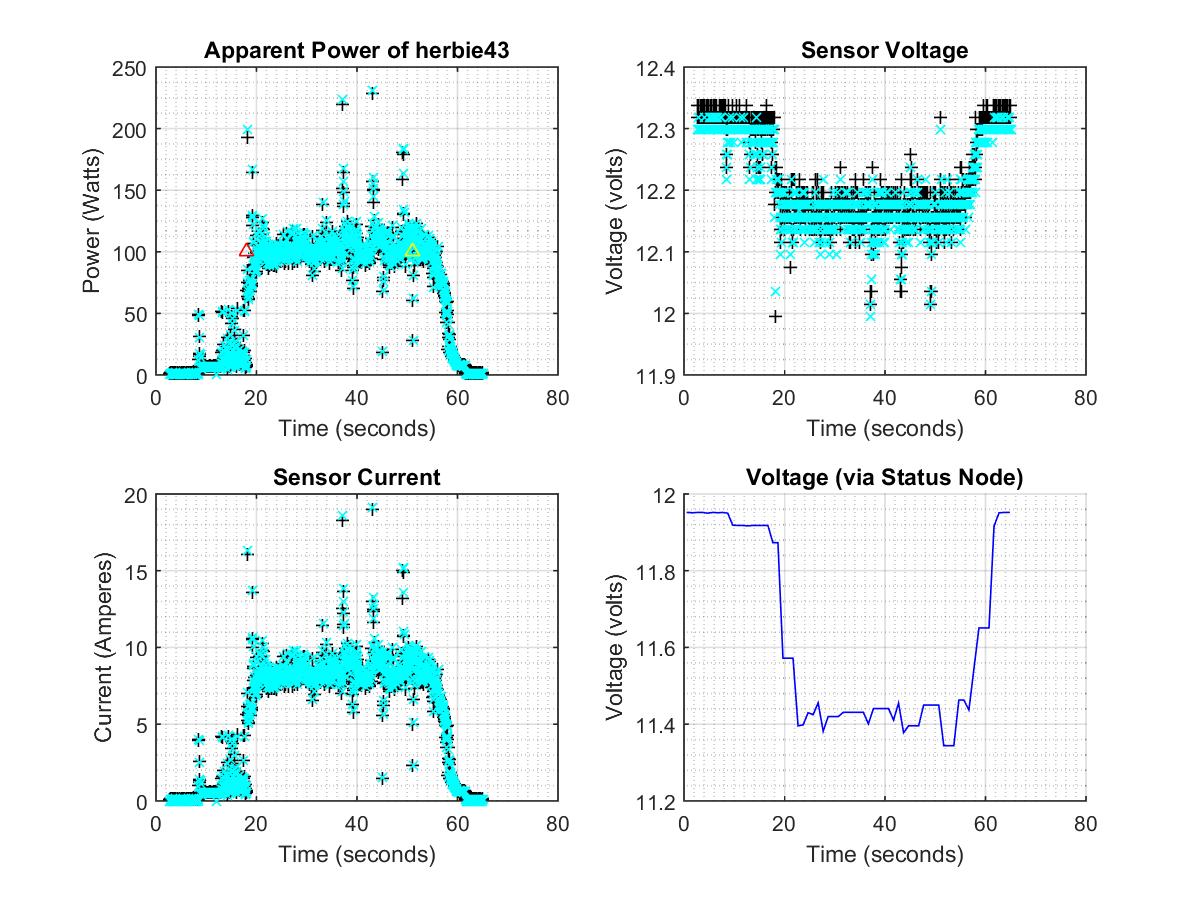 Apparent Power of herbie43
250
200
150
100
50
0
Power (Watts)
0 20 40 60 80
Time (seconds)
Sensor Voltage
12.4
12.3
12.2
12.1
12
11.9
Voltage (volts)
0 20 40 60 80
Time (seconds)
Sensor Current
20
15
10
5
0
Current (Amperes)
0 20 40 60 80
Time (seconds)
Voltage (via Status Node)
12
11.8
11.6
11.4
11.2
Voltage (volts)
0 20 40 60 80
Time (seconds)